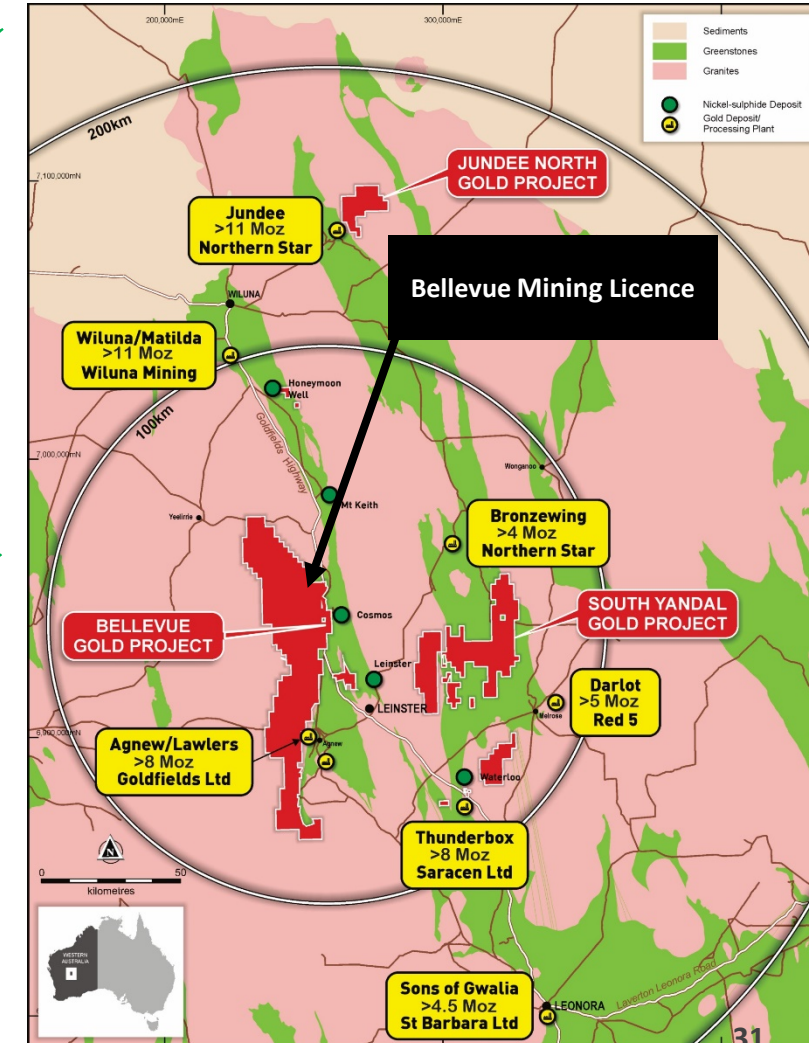 200,000mE
300,000mE
Sediments
Greenstones
Granites
Nickel-sulphide Deposit
Gold Deposit/
Processing Plant
200km
7,100,000mN
JUNDEE NORTH
GOLD PROJECT
Jundee
>11 Moz
Northern Star
Bellevue Mining Licence
WILUNA
Wiluna/Matilda
>11 Moz
Wiluna Mining
Honeymoon
Well
100km
Goldfields Highway
7,000,000mN
Wonganoo
Mt Keith
Yeelirrie
Bronzewing
>4 Moz
Northern Star
BELLEVUE
GOLD PROJECT
Cosmos
SOUTH YANDAL
GOLD PROJECT
Leinster
LEINSTER
Darlot
>5 Moz
Red 5
Melrose
6,900,000mN
Agnew/Lawlers
>8 Moz
Goldfields Ltd
Agnew
Waterloo
Thunderbox
>8 Moz
Saracen Ltd
N
0
50
kilometres
WESTERN
AUSTRALIA
Sons of Gwalia
>4.5 Moz
St Barbara Ltd
LEONORA
Laverton Leonora Road
31